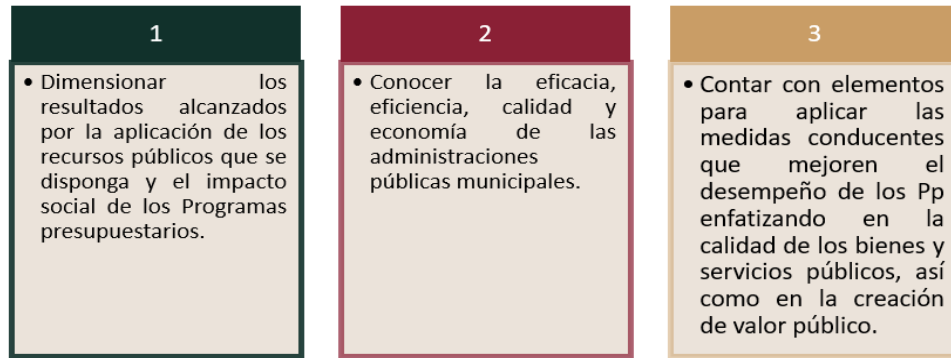 1
• Dimensionar los
resultados alcanzados
por la aplicación de los
recursos públicos que se
disponga y el impacto
social de los Programas
presupuestarios.
2
• Conocer la eficacia,
eficiencia, calidad y
economía de las
administraciones
públicas municipales.
3
• Contar con elementos
para aplicar las
medidas conducentes
que mejoren el
desempeño de los Pp
enfatizando en la
calidad de los bienes y
servicios públicos, así
como en la creación
de valor público.